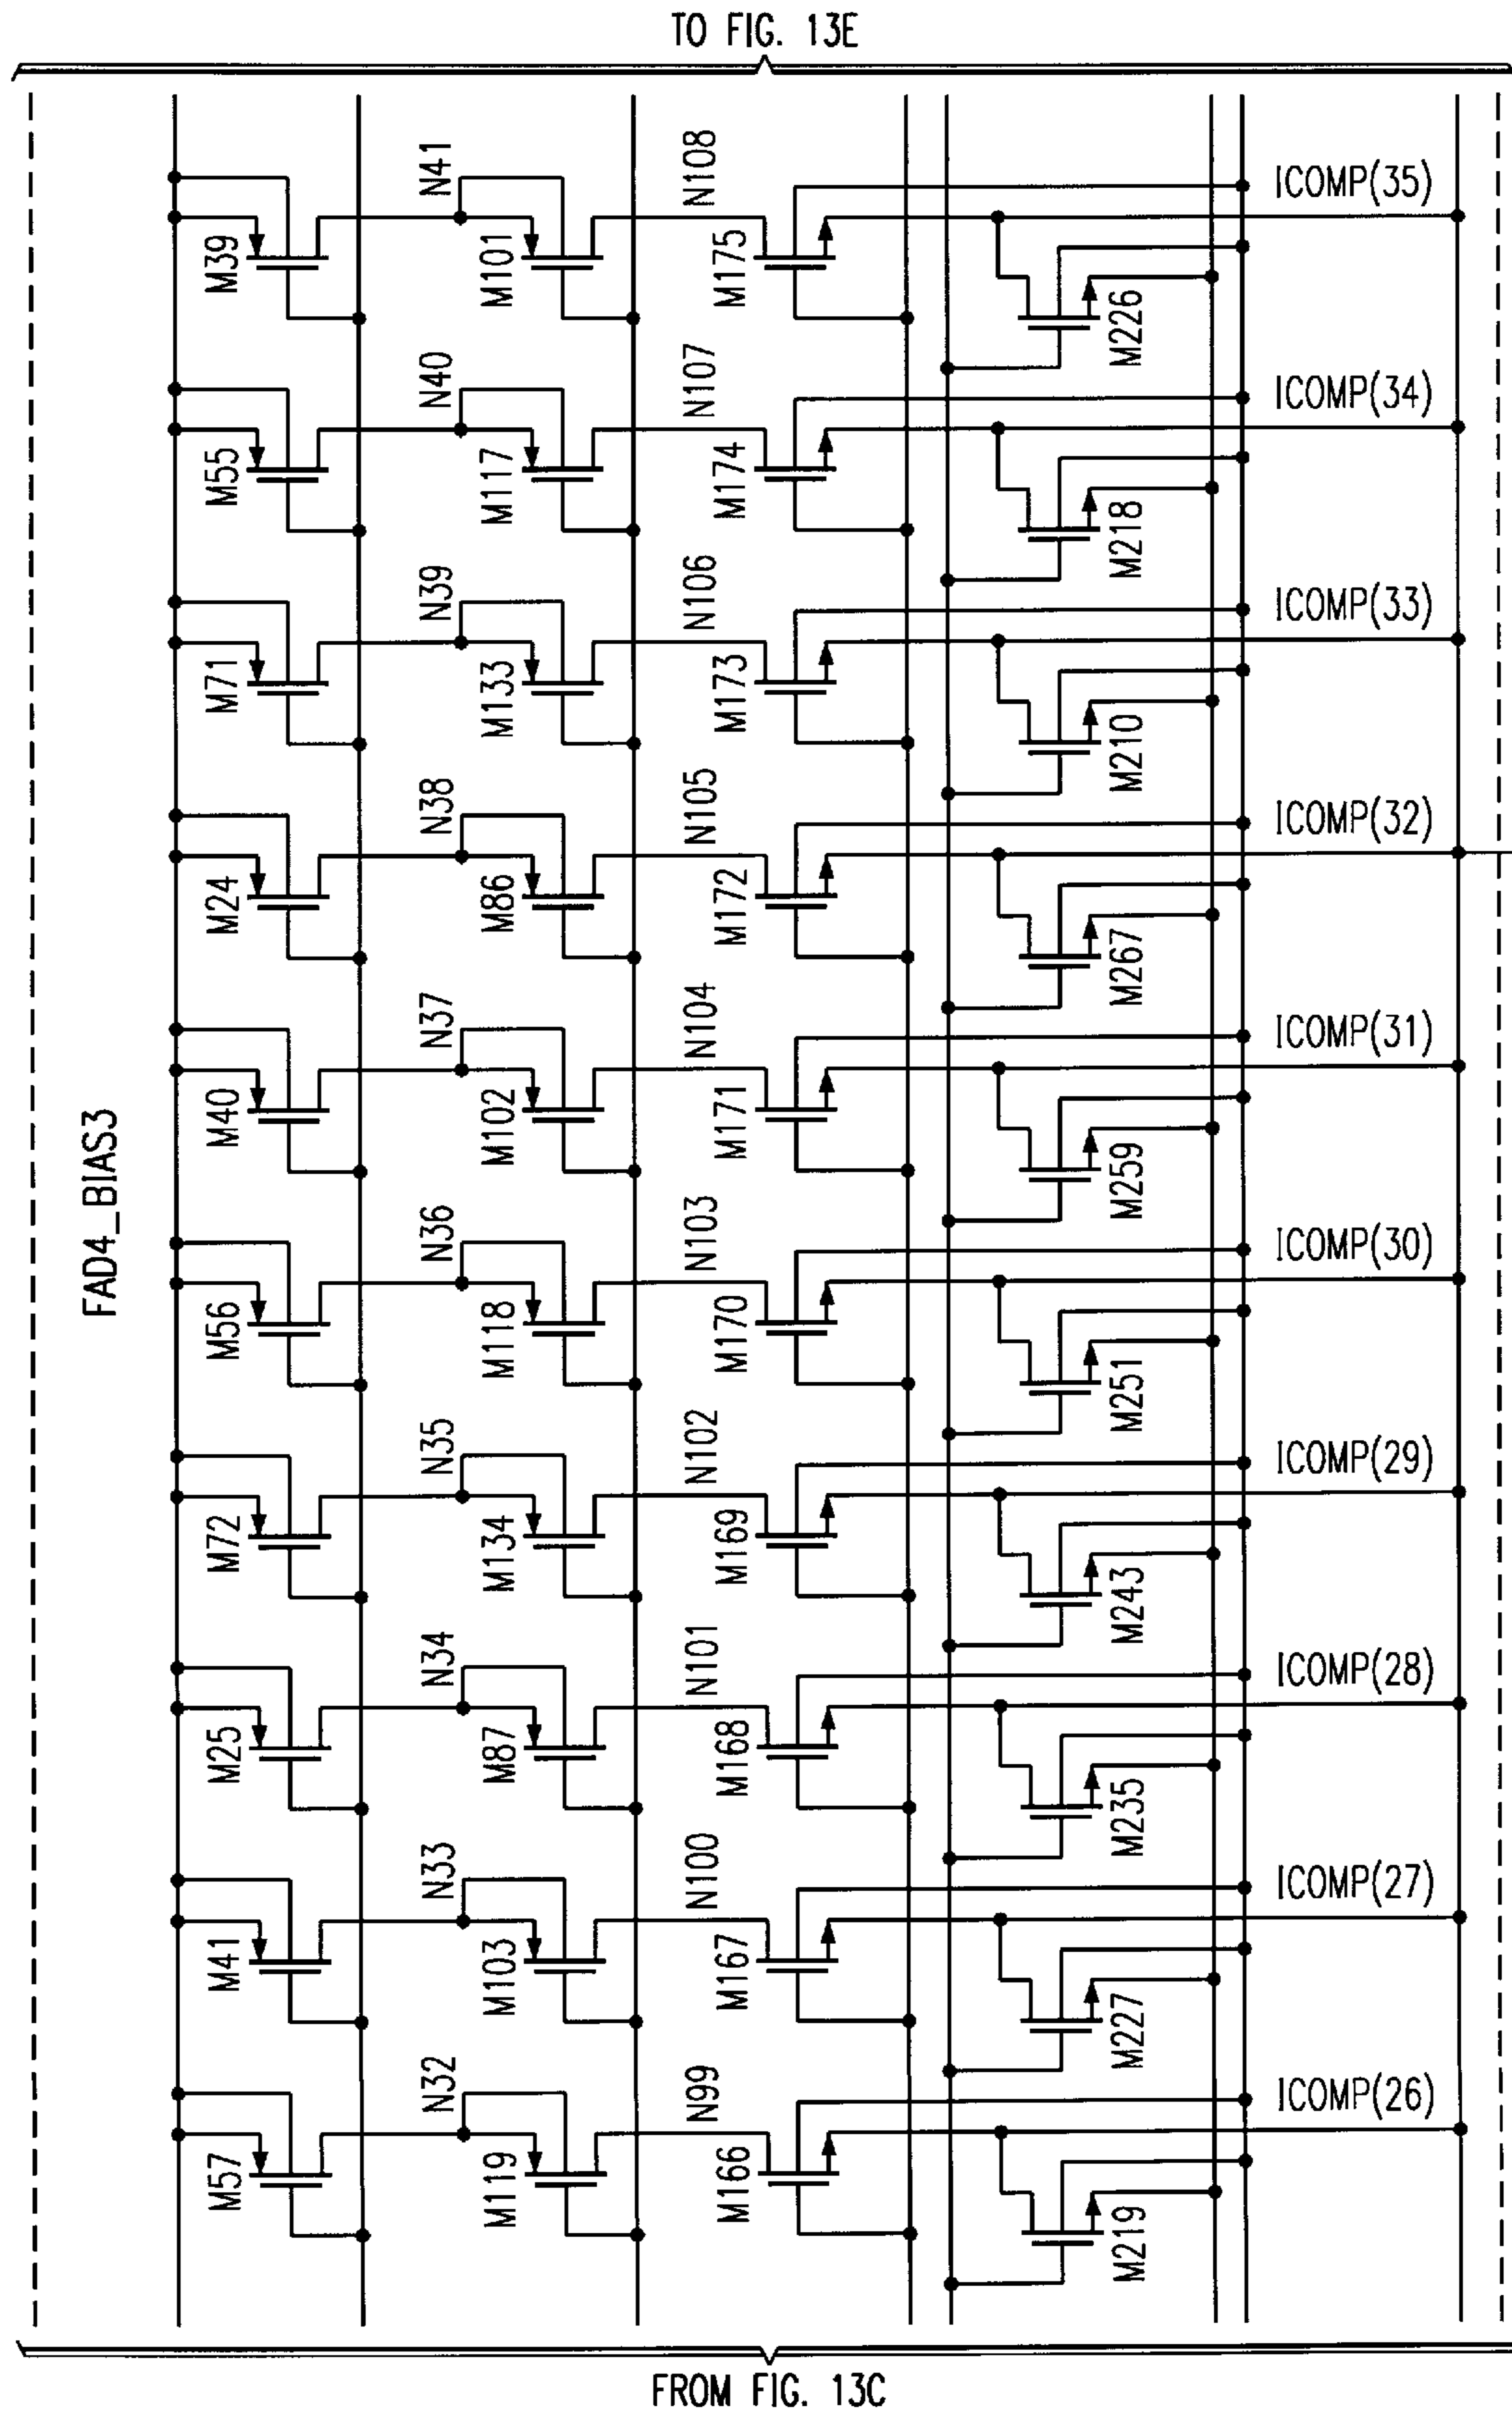 TO FIG. 13E
FAD4_BIAS3
M39
N41
M101
N108
M175
M226
ICOMP(35)
M55
N40
M117
N107
M174
M218
ICOMP(34)
M71
N39
M133
N106
M173
M210
ICOMP(33)
M24
N38
M86
N105
M172
M267
ICOMP(32)
M40
N37
M102
N104
M171
M259
ICOMP(31)
M56
N36
M118
N103
M170
M251
ICOMP(30)
M72
N35
M134
N102
M169
M243
ICOMP(29)
M25
N34
M87
N101
M168
M235
ICOMP(28)
M41
N33
M103
N100
M167
M227
ICOMP(27)
M57
N32
M119
N99
M166
M219
ICOMP(26)
FROM FIG. 13C